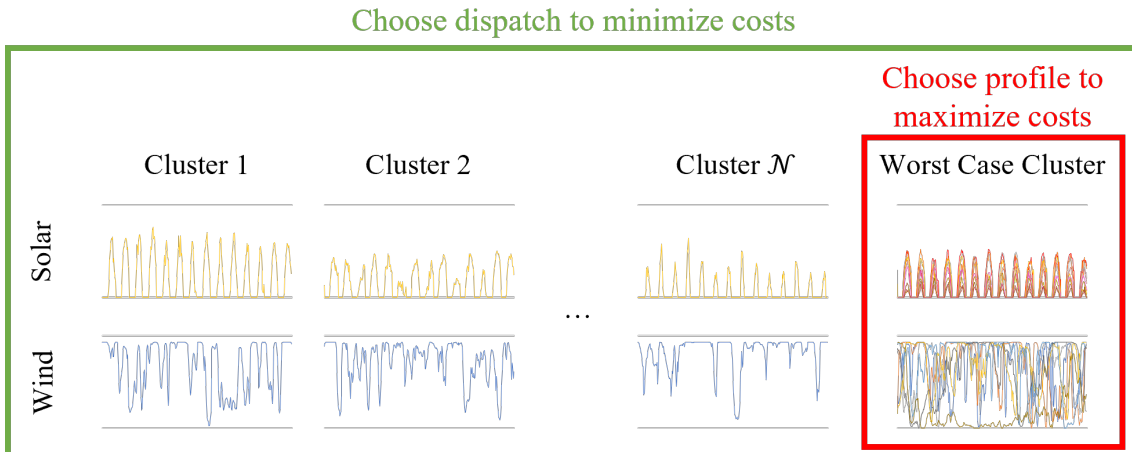 Choose dispatch to minimize costs
Choose profile to
maximize costs
Cluster 1
Cluster 2
Cluster 𝒩
Worst Case Cluster
Solar
...
Wind